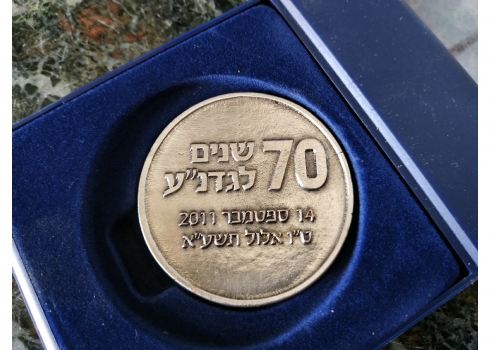 70 שנים
לגדנ"ע
14 ספטמבר 2011
ט"ו אלול תשע"א